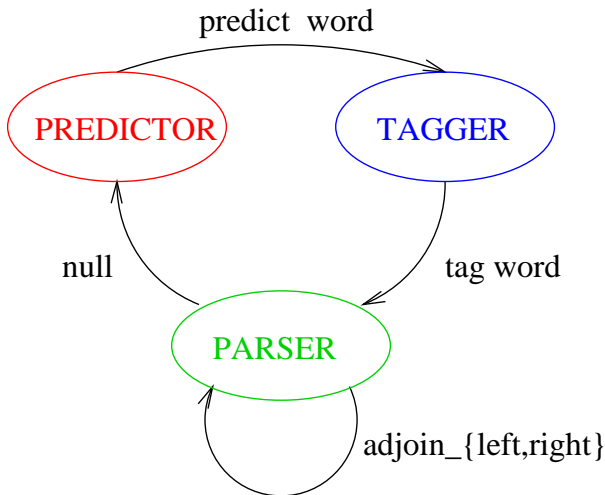 predict word
PREDICTOR
TAGGER
null
tag word
PARSER
adjoin_{left,right}